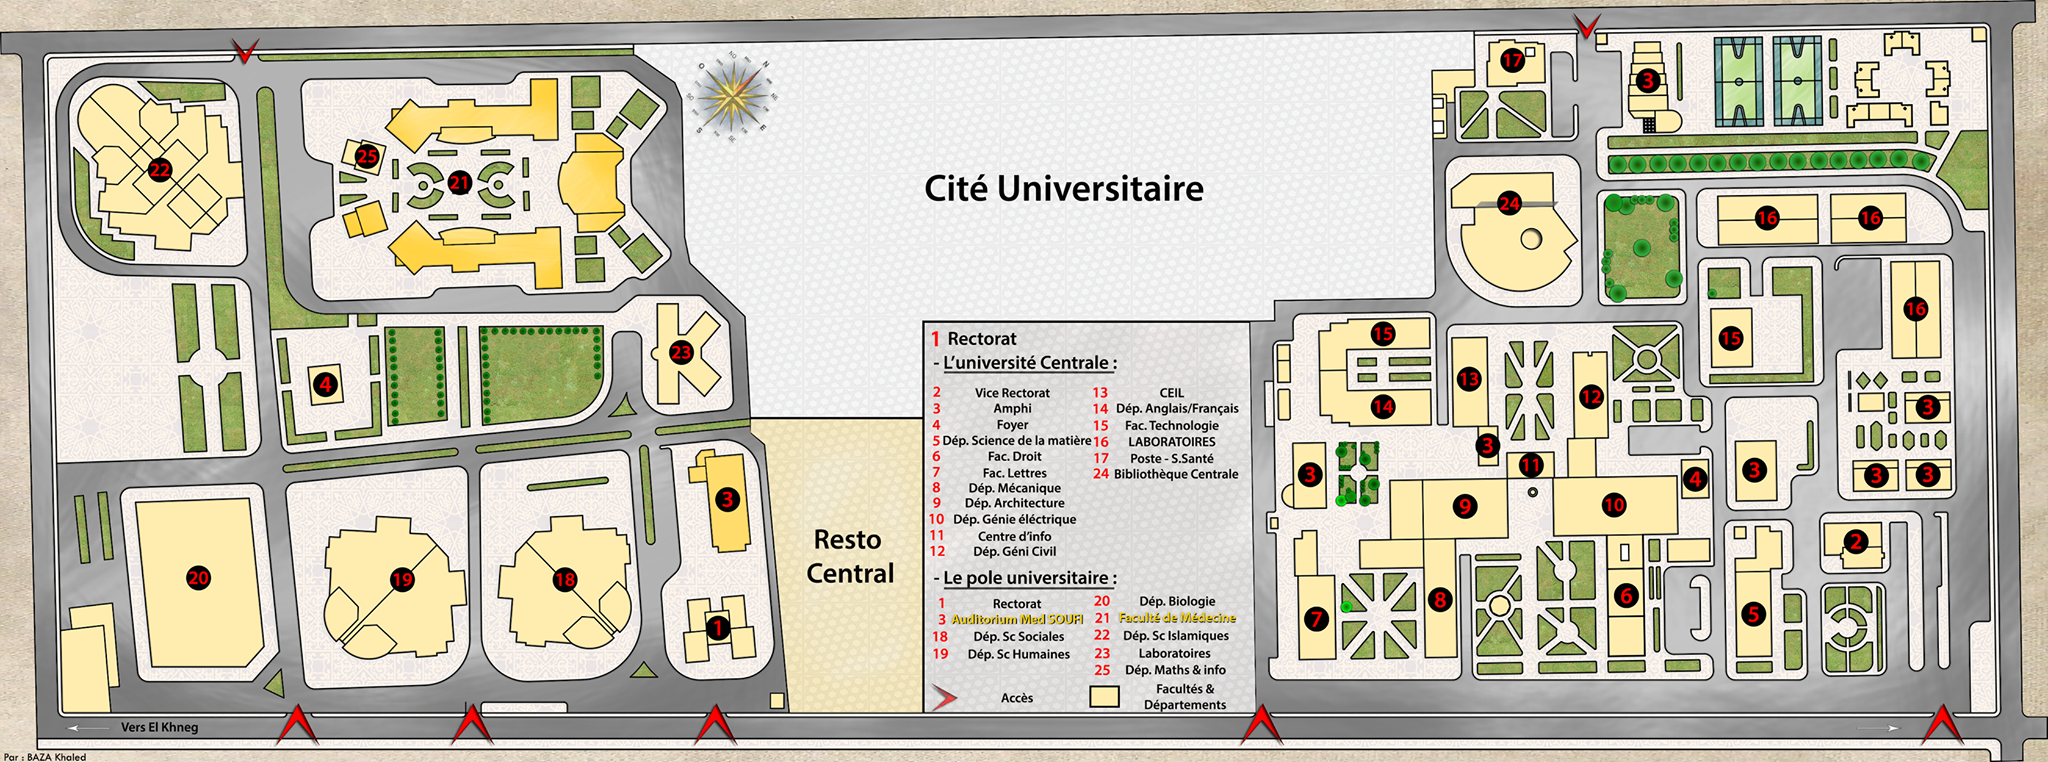 17
3
NO
N
NE
E
SE
S
SO
O
22
25
21
Cité Universitaire
24
16
16
4
23
15
14
13
12
15
16
3
3
3
3
3
3
11
4
9
10
2
20
19
18
3
1
7
8
6
5
Resto
Central
1 Rectorat
- L'université Centrale :
2 Vice Rectorat
3 Amphi
4 Foyer
5 Dép. Science de la matière
6 Fac. Droit
7 Fac. Lettres
8 Dép. Mécanique
9 Dép. Architecture
10 Dép. Génie éléctrique
11 Centre d'info
12 Dép. Géni Civil
13 CEIL
14 Dép. Anglais/Français
15 Fac. Technologie
16 LABORATOIRES
17 Poste - S.Santé
24 Bibliothèque Centrale
- Le pole universitaire :
1 Rectorat
3 Auditorium Med SOUFI
18 Dép. Sc Sociales
19 Dép. Sc Humaines
20 Dép. Biologie
21 Faculté de Médecine
22 Dép. Sc Islamiques
23 Laboratoires
25 Dép. Maths & info
Accès
Facultés &
Départements
Vers El Khneg
Par : BAZA Khaled